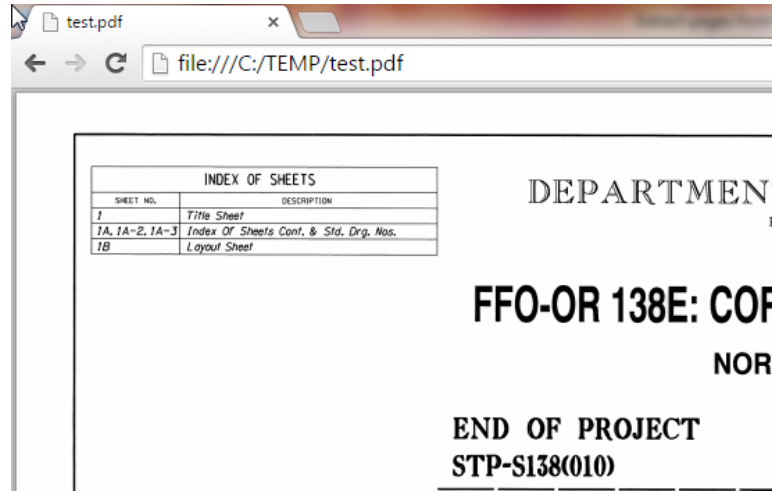 test.pdf
file:///C:/TEMP/test.pdf
INDEX OF SHEETS
SHEET NO. DESCRIPTION
1 Title Sheet
1A, 1A-2, 1A-3 Index Of Sheets Cont. & Std. Drg. Nos.
1B Layout Sheet
DEPARTMEN
FFO-OR 138E: COR
NOR
END OF PROJECT
STP-S138(010)